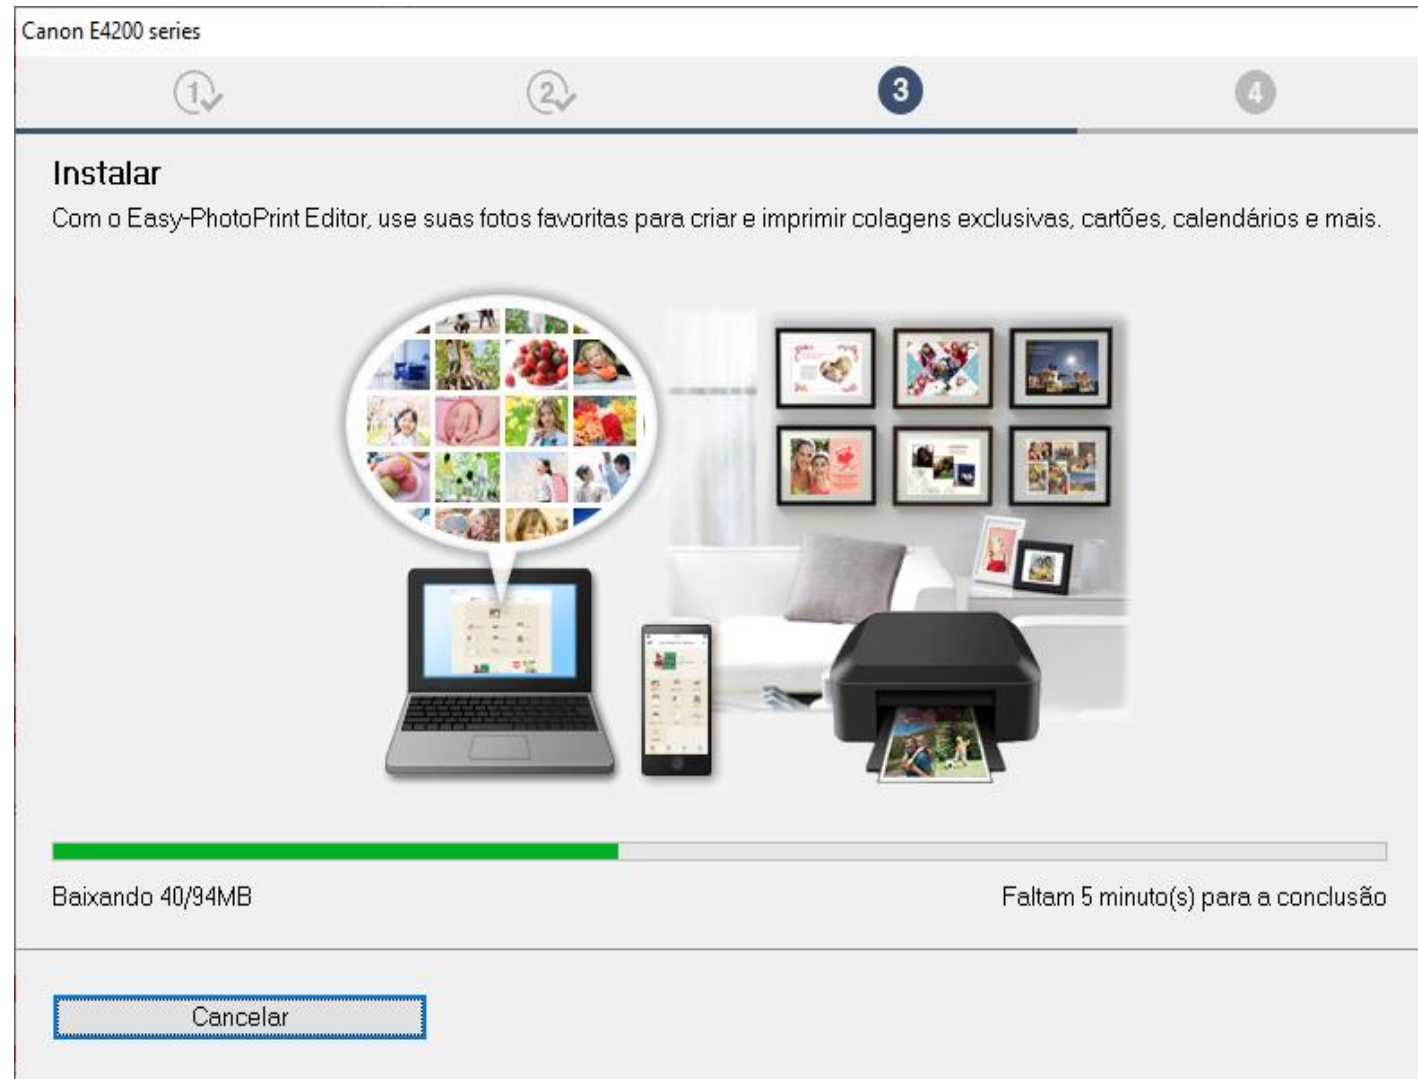 Canon E4200 series
1 2 3 4
Instalar
Com o Easy-PhotoPrint Editor, use suas fotos favoritas para criar e imprimir colagens exclusivas, cartões, calendários e mais.
Baixando 40/94MB
Faltam 5 minuto(s) para a conclusão
Cancelar